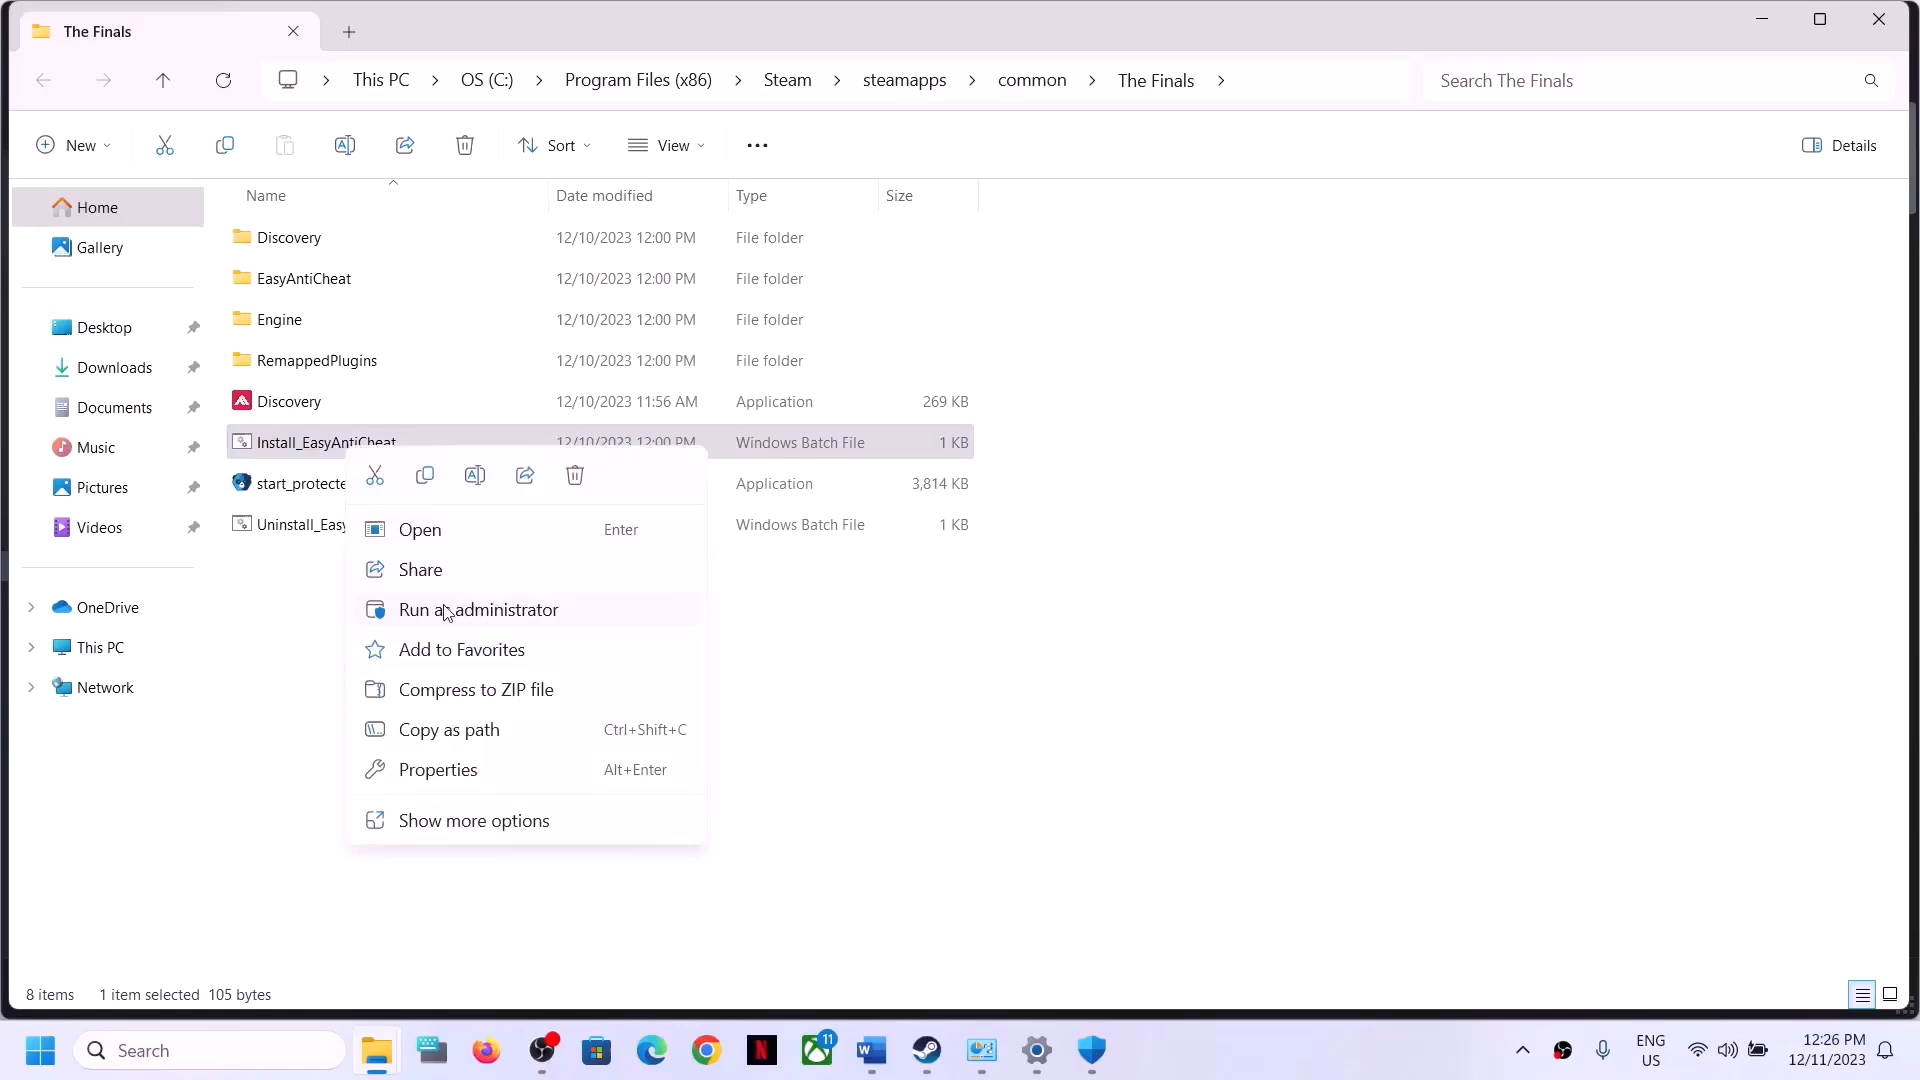 The Finals
This PC
OS (C:)
Program Files (x86)
Steam
steamapps
common
The Finals
Search The Finals
New
Sort
View
Details
Name
Date modified
Type
Size
Home
Gallery
Desktop
Downloads
Documents
Music
Pictures
Videos
OneDrive
This PC
Network
Discovery 12/10/2023 12:00 PM File folder
EasyAntiCheat 12/10/2023 12:00 PM File folder
Engine 12/10/2023 12:00 PM File folder
RemappedPlugins 12/10/2023 12:00 PM File folder
Discovery 12/10/2023 11:56 AM Application 269 KB
Install_EasyAntiCheat 12/10/2023 12:00 PM Windows Batch File 1 KB
start_protecte Application 3,814 KB
Uninstall_Easy Windows Batch File 1 KB
Open Enter
Share
Run as administrator
Add to Favorites
Compress to ZIP file
Copy as path Ctrl+Shift+C
Properties Alt+Enter
Show more options
8 items 1 item selected 105 bytes
Search
11
ENG
US
12:26 PM
12/11/2023